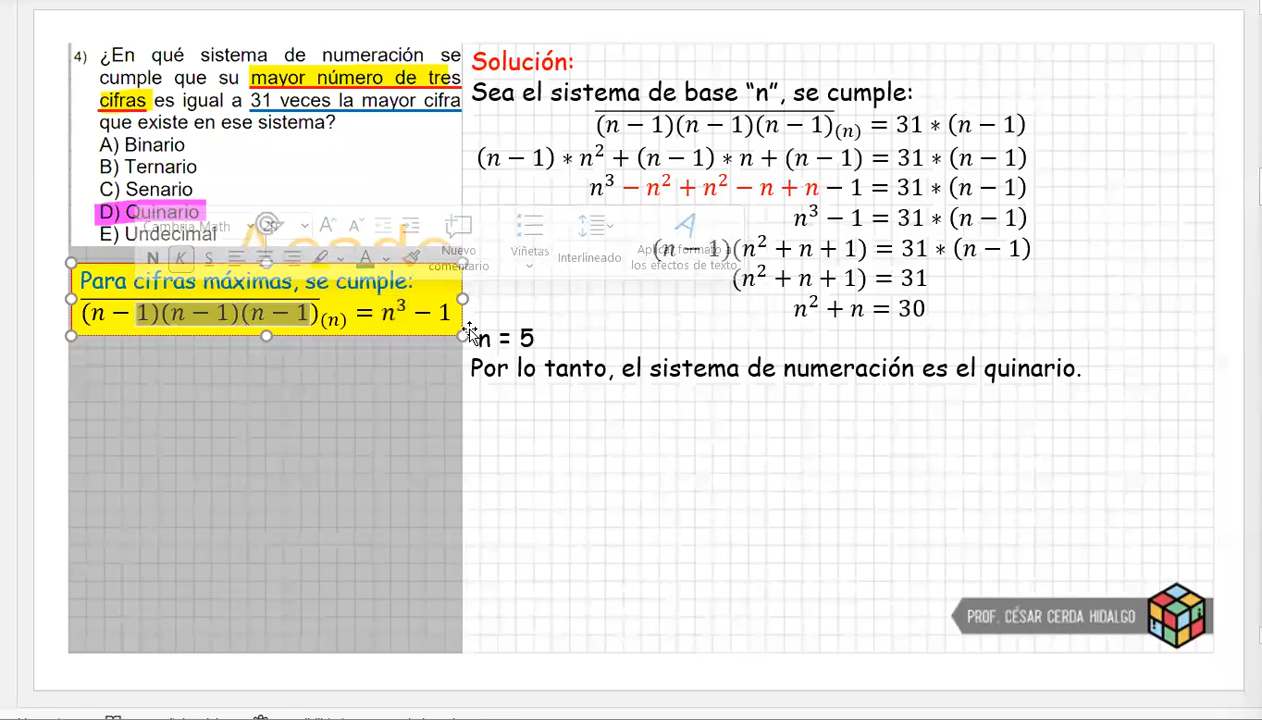 4) ¿En qué sistema de numeración se
cumple que su mayor número de tres
cifras es igual a 31 veces la mayor cifra
que existe en ese sistema?
A) Binario
B) Ternario
C) Senario
D) Quinario
E) Undecimal
Para cifras máximas, se cumple:
(n − 1)(n − 1)(n − 1)₍ₙ₎ = n³ − 1
Cambria Math
N K S
A
Nuevo
comentario
Viñetas
Interlineado
Aplicar formato a
los efectos de texto
Solución:
Sea el sistema de base “n”, se cumple:
(n − 1)(n − 1)(n − 1)₍ₙ₎ = 31 ∗ (n − 1)
(n − 1) ∗ n² + (n − 1) ∗ n + (n − 1) = 31 ∗ (n − 1)
n³ − n² + n² − n + n − 1 = 31 ∗ (n − 1)
n³ − 1 = 31 ∗ (n − 1)
(n − 1)(n² + n + 1) = 31 ∗ (n − 1)
(n² + n + 1) = 31
n² + n = 30
n = 5
Por lo tanto, el sistema de numeración es el quinario.
PROF. CÉSAR CERDA HIDALGO